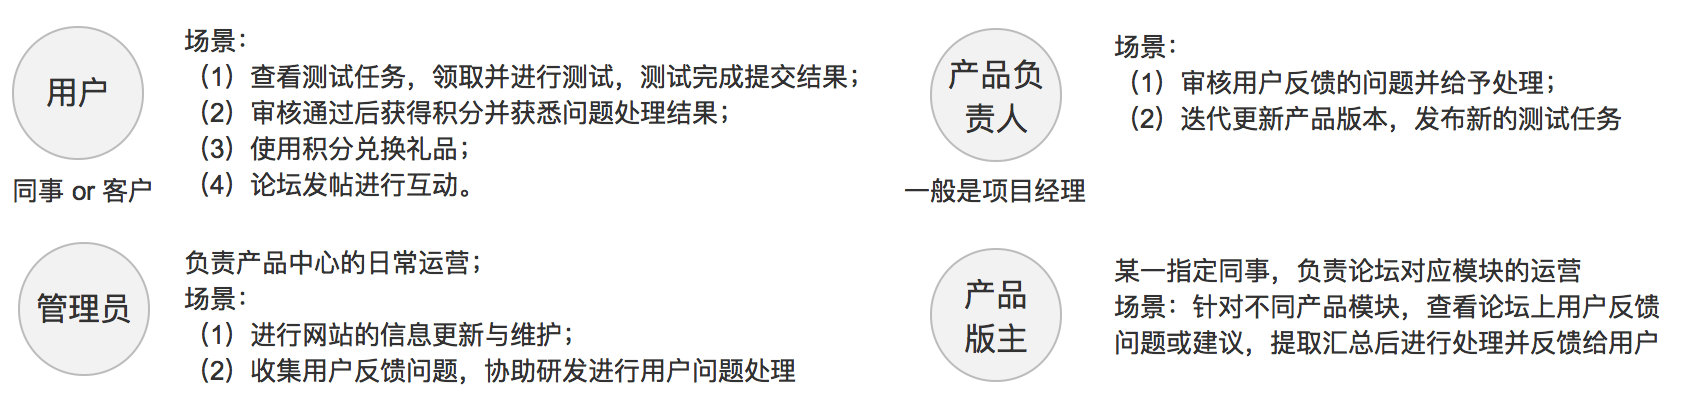 用户
同事 or 客户
场景：
（1）查看测试任务，领取并进行测试，测试完成提交结果；
（2）审核通过后获得积分并获悉问题处理结果；
（3）使用积分兑换礼品；
（4）论坛发帖进行互动。
产品负
责人
一般是项目经理
场景：
（1）审核用户反馈的问题并给予处理；
（2）迭代更新产品版本，发布新的测试任务
管理员
负责产品中心的日常运营；
场景：
（1）进行网站的信息更新与维护；
（2）收集用户反馈问题，协助研发进行用户问题处理
产品
版主
某一指定同事，负责论坛对应模块的运营
场景：针对不同产品模块，查看论坛上用户反馈
问题或建议，提取汇总后进行处理并反馈给用户